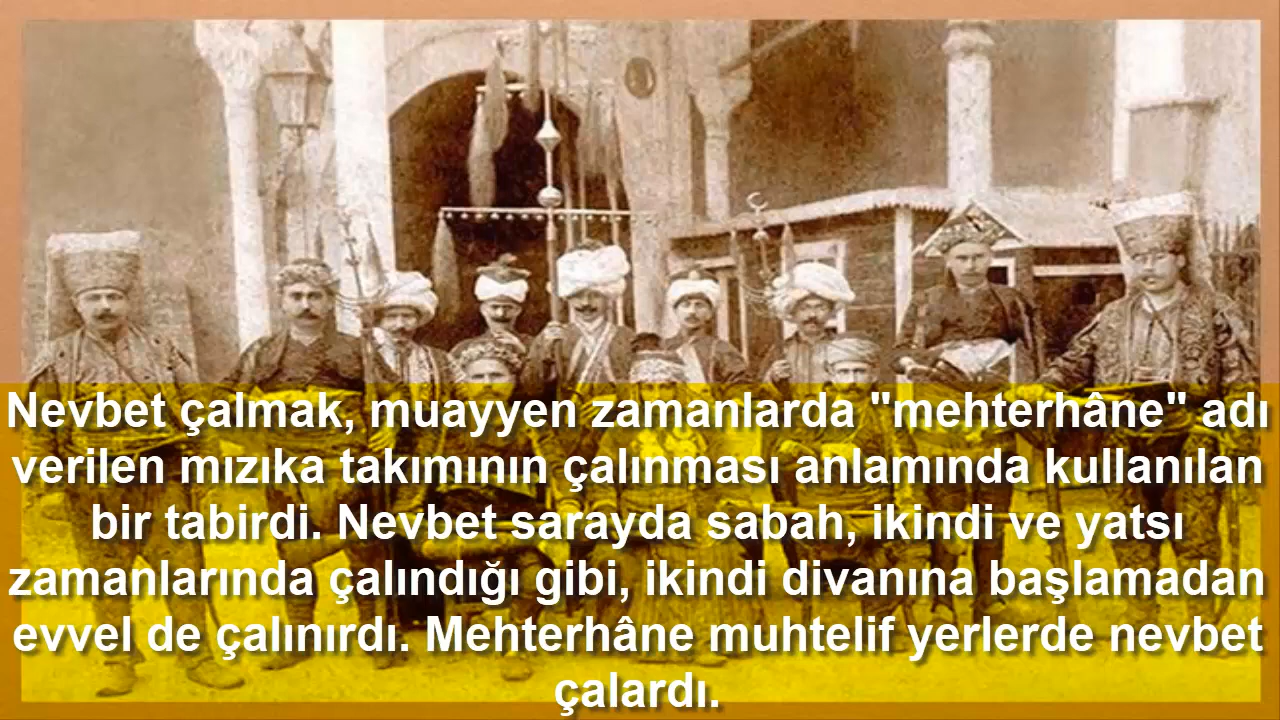 Nevbet çalmak, muayyen zamanlarda "mehterhâne" adı
verilen mızıka takımının çalınması anlamında kullanılan
bir tabirdi. Nevbet sarayda sabah, ikindi ve yatsı
zamanlarında çalındığı gibi, ikindi divanına başlamadan
evvel de çalınırdı. Mehterhâne muhtelif yerlerde nevbet
çalardı.